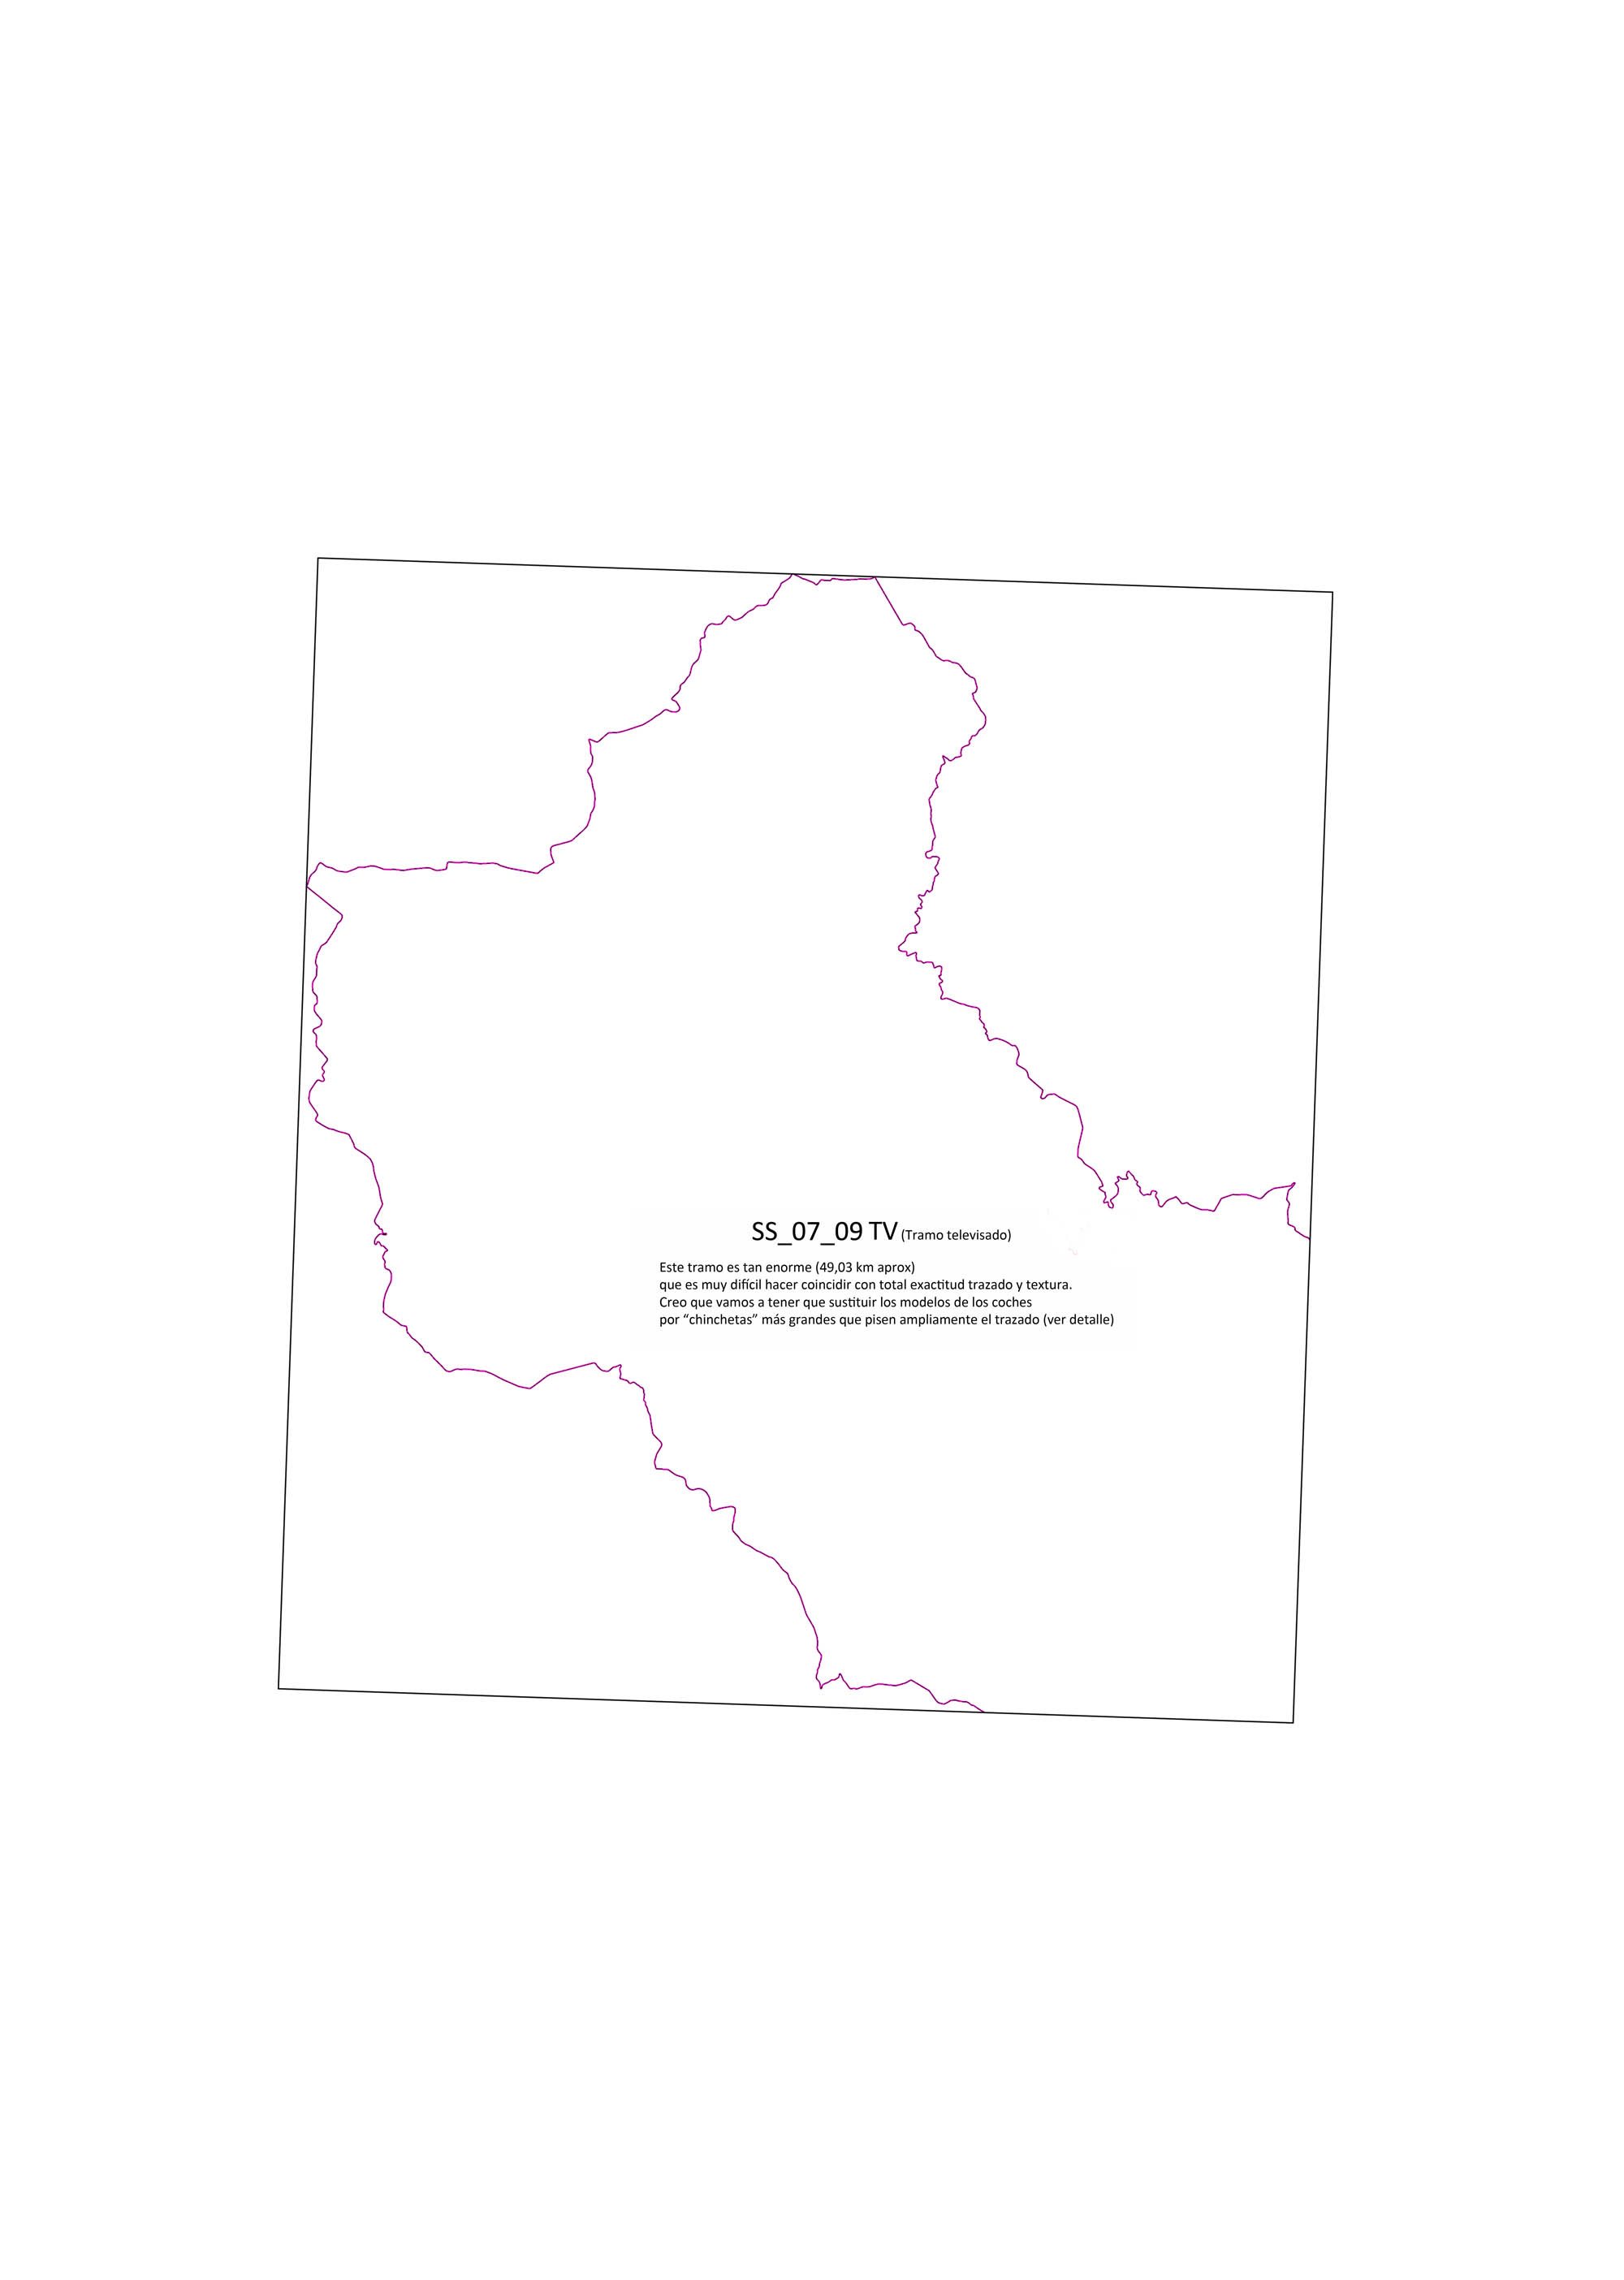 SS_07_09 TV (Tramo televisado)
Este tramo es tan enorme (49,03 km aprox)
que es muy difícil hacer coincidir con total exactitud trazado y textura.
Creo que vamos a tener que sustituir los modelos de los coches
por “chinchetas” más grandes que pisen ampliamente el trazado (ver detalle)